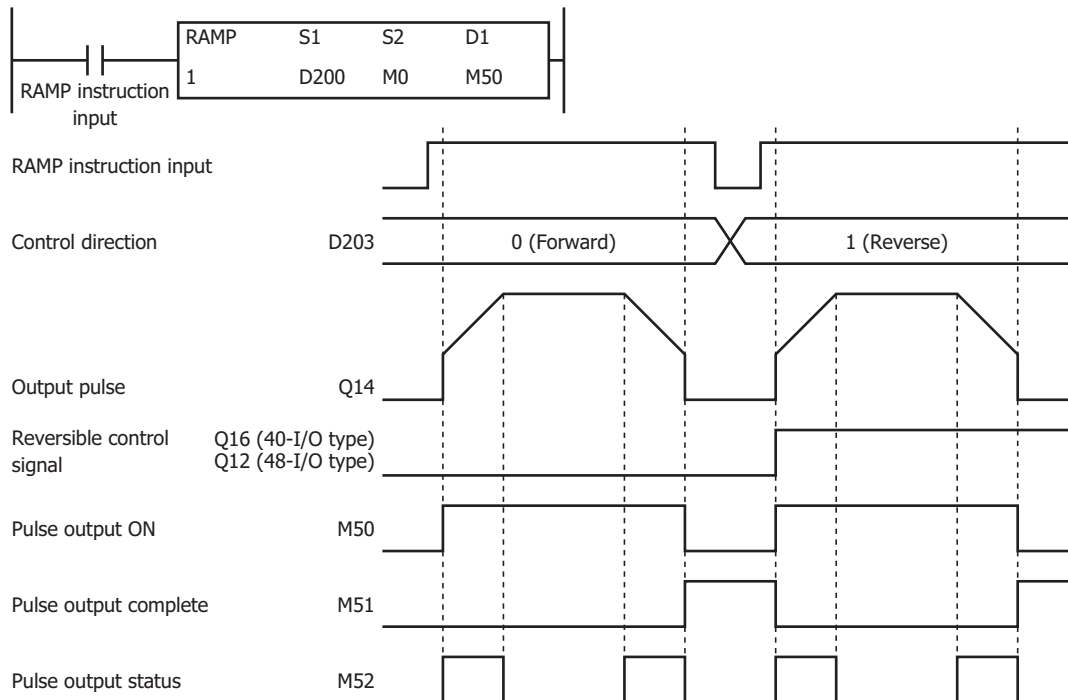 RAMP S1 S2 D1
1 D200 M0 M50
RAMP instruction
input
RAMP instruction input
Control direction D203 0 (Forward) 1 (Reverse)
Output pulse Q14
Reversible control Q16 (40-I/O type)
signal Q12 (48-I/O type)
Pulse output ON M50
Pulse output complete M51
Pulse output status M52